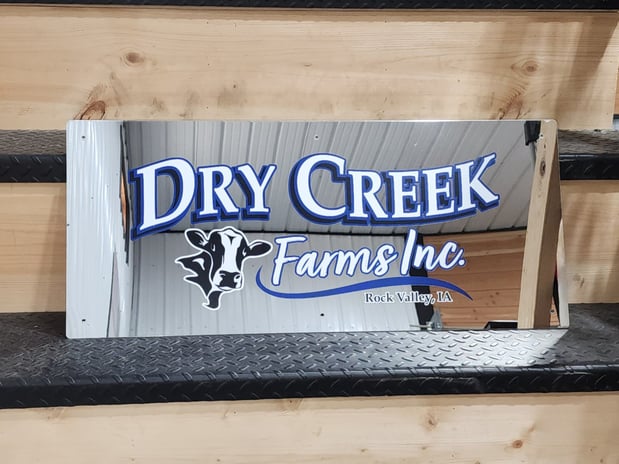 DRY CREEK
Farms Inc.
ROCK VALLEY, IA